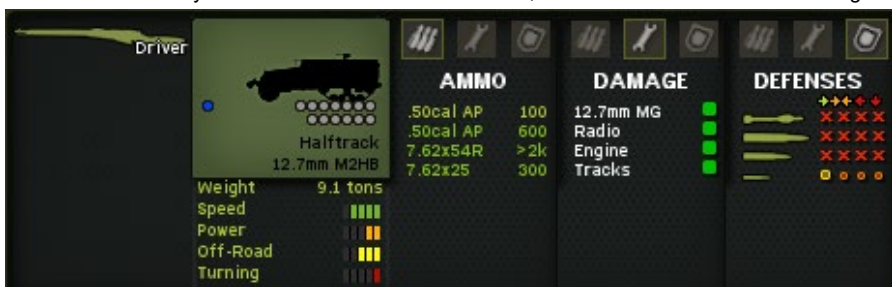 Driver
Halftrack
12.7mm M2HB
Weight 9.1 tons
Speed
Power
Off-Road
Turning
AMMO
.50cal AP 100
.50cal AP 600
7.62x54R >2k
7.62x25 300
DAMAGE
12.7mm MG
Radio
Engine
Tracks
DEFENSES